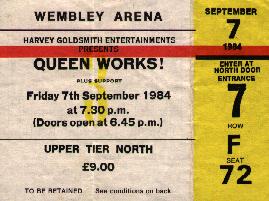 WEMBLEY ARENA
HARVEY GOLDSMITH ENTERTAINMENTS
PRESENTS
QUEEN WORKS!
PLUS SUPPORT
Friday 7th September 1984
at 7.30 p.m.
(Doors open at 6.45 p.m.)
UPPER TIER NORTH
£9.00
TO BE RETAINED See conditions on back
SEPTEMBER
7
1984
ENTER AT
NORTH DOOR
ENTRANCE
7
ROW
F
SEAT
72